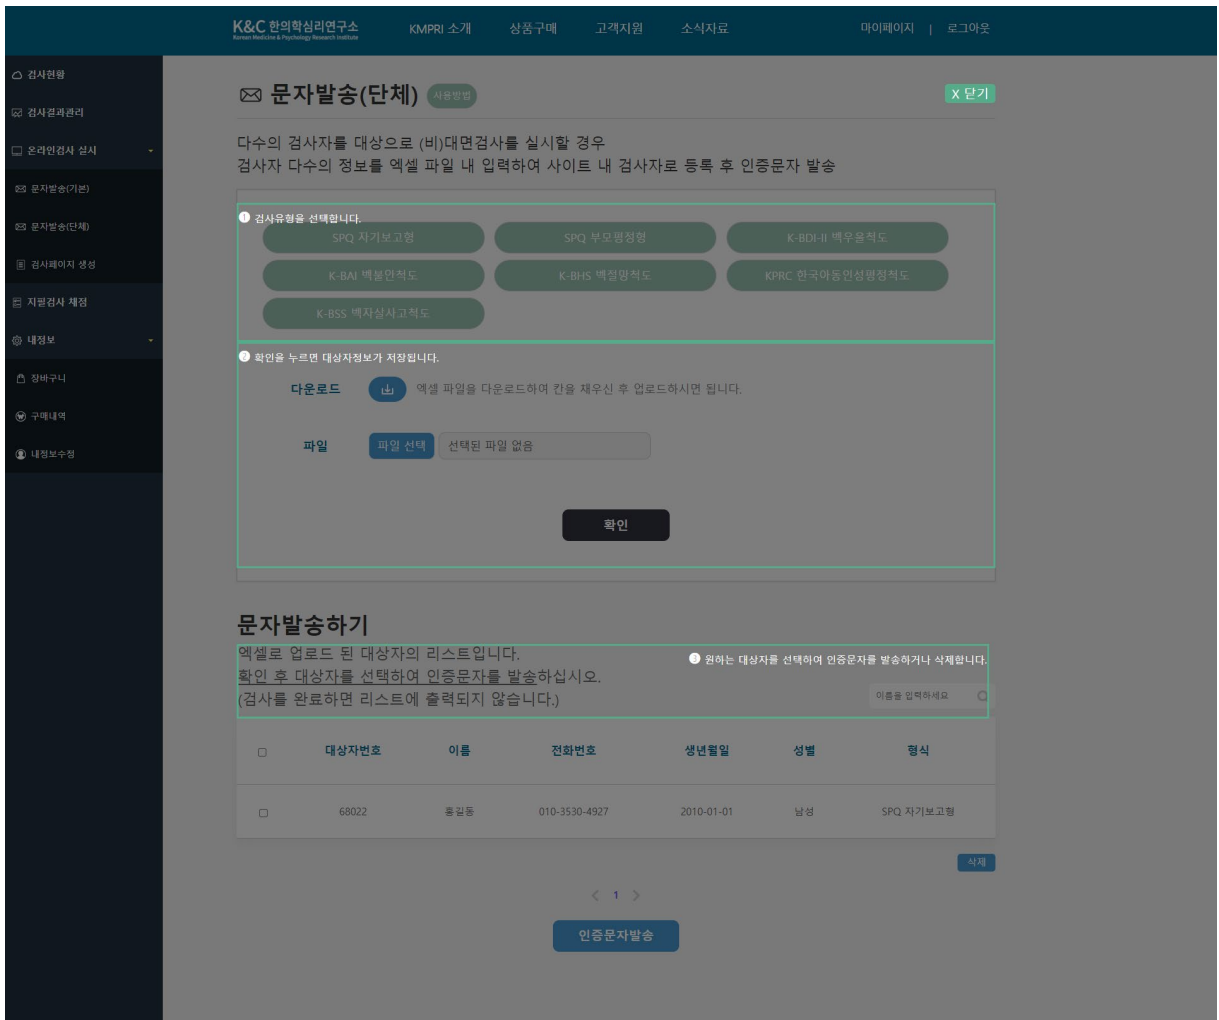 K&C 한의학심리연구소
Korean Medicine & Psychology Research Institute
KMPRI 소개
상품구매
고객지원
소식자료
마이페이지 | 로그아웃
검사현황
검사결과관리
온라인검사 실시
문자발송(기본)
문자발송(단체)
검사페이지 생성
지필검사 채점
내정보
장바구니
구매내역
내정보수정
문자발송(단체) 사용방법
X 닫기
다수의 검사자를 대상으로 (비)대면검사를 실시할 경우
검사자 다수의 정보를 엑셀 파일 내 입력하여 사이트 내 검사자로 등록 후 인증문자 발송
1 검사유형을 선택합니다.
SPQ 자기보고형
SPQ 부모평정형
K-BDI-II 벡우울척도
K-BAI 벡불안척도
K-BHS 벡절망척도
KPRC 한국아동인성평정척도
K-BSS 벡자살사고척도
2 확인을 누르면 대상자정보가 저장됩니다.
다운로드 엑셀 파일을 다운로드하여 칸을 채우신 후 업로드하시면 됩니다.
파일 파일 선택 선택된 파일 없음
확인
문자발송하기
엑셀로 업로드 된 대상자의 리스트입니다.
3 원하는 대상자를 선택하여 인증문자를 발송하거나 삭제합니다.
확인 후 대상자를 선택하여 인증문자를 발송하십시오.
(검사를 완료하면 리스트에 출력되지 않습니다.)
이름을 입력하세요
대상자번호 이름 전화번호 생년월일 성별 형식
68022 홍길동 010-3530-4927 2010-01-01 남성 SPQ 자기보고형
삭제
< 1 >
인증문자발송